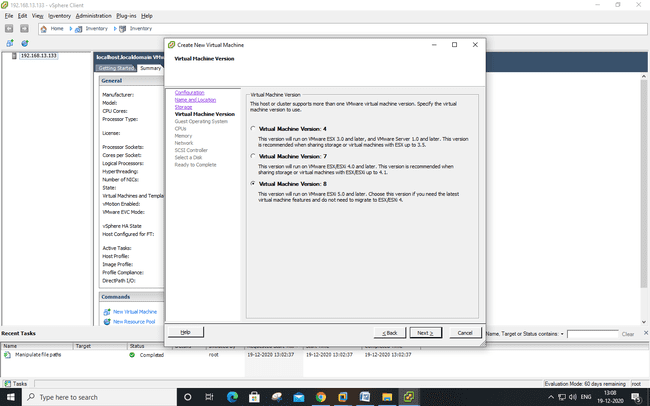 192.168.13.133 - vSphere Client
File Edit View Inventory Administration Plug-ins Help
Home Inventory Inventory
192.168.13.133
localhost.localdomain VMw
Getting Started Summary
General
Manufacturer:
Model:
CPU Cores:
Processor Type:
License:
Processor Sockets:
Cores per Socket:
Logical Processors:
Hyperthreading:
Number of NICs:
State:
Virtual Machines and Templa
vMotion Enabled:
VMware EVC Mode:
vSphere HA State
Host Configured for FT:
Active Tasks:
Host Profile:
Image Profile:
Profile Compliance:
DirectPath I/O:
Commands
New Virtual Machine
New Resource Pool
Create New Virtual Machine
Virtual Machine Version
Configuration
Name and Location
Storage
Virtual Machine Version
Guest Operating System
CPUs
Memory
Network
SCSI Controller
Select a Disk
Ready to Complete
Virtual Machine Version
This host or cluster supports more than one VMware virtual machine version. Specify the virtual
machine version to use.
Virtual Machine Version: 4
This version will run on VMware ESX 3.0 and later, and VMware Server 1.0 and later. This version
is recommended when sharing storage or virtual machines with ESX up to 3.5.
Virtual Machine Version: 7
This version will run on VMware ESX/ESXi 4.0 and later. This version is recommended when
sharing storage or virtual machines with ESX/ESXi up to 4.1.
Virtual Machine Version: 8
This version will run on VMware ESXi 5.0 and later. Choose this version if you need the latest
virtual machine features and do not need to migrate to ESX/ESXi 4.
Help
< Back Next > Cancel
Recent Tasks
Name, Target or Status contains:
Clear
Name Target Status
Manipulate file paths Completed root 19-12-2020 13:02:37 19-12-2020 13:02:37 19-12-2020 13:02:37
Tasks
Evaluation Mode: 60 days remaining root
Type here to search
ENG
13:08
19-12-2020